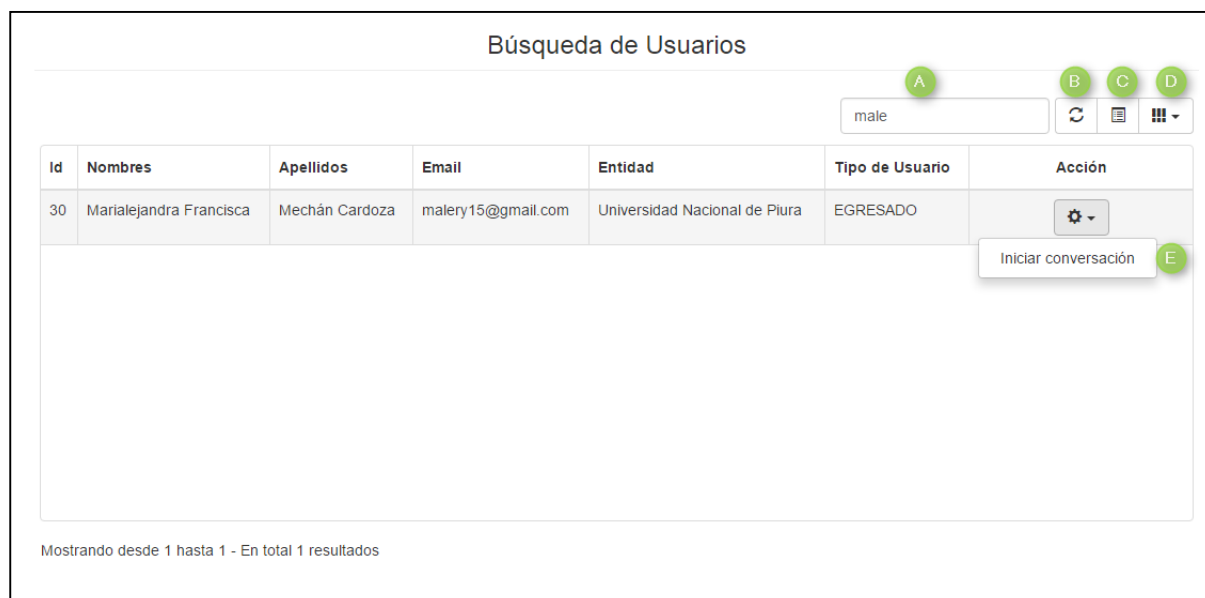 Búsqueda de Usuarios
A B C D
male
Id Nombres Apellidos Email Entidad Tipo de Usuario Acción
30 Marialejandra Francisca Mechán Cardoza malery15@gmail.com Universidad Nacional de Piura EGRESADO
Iniciar conversación E
Mostrando desde 1 hasta 1 - En total 1 resultados